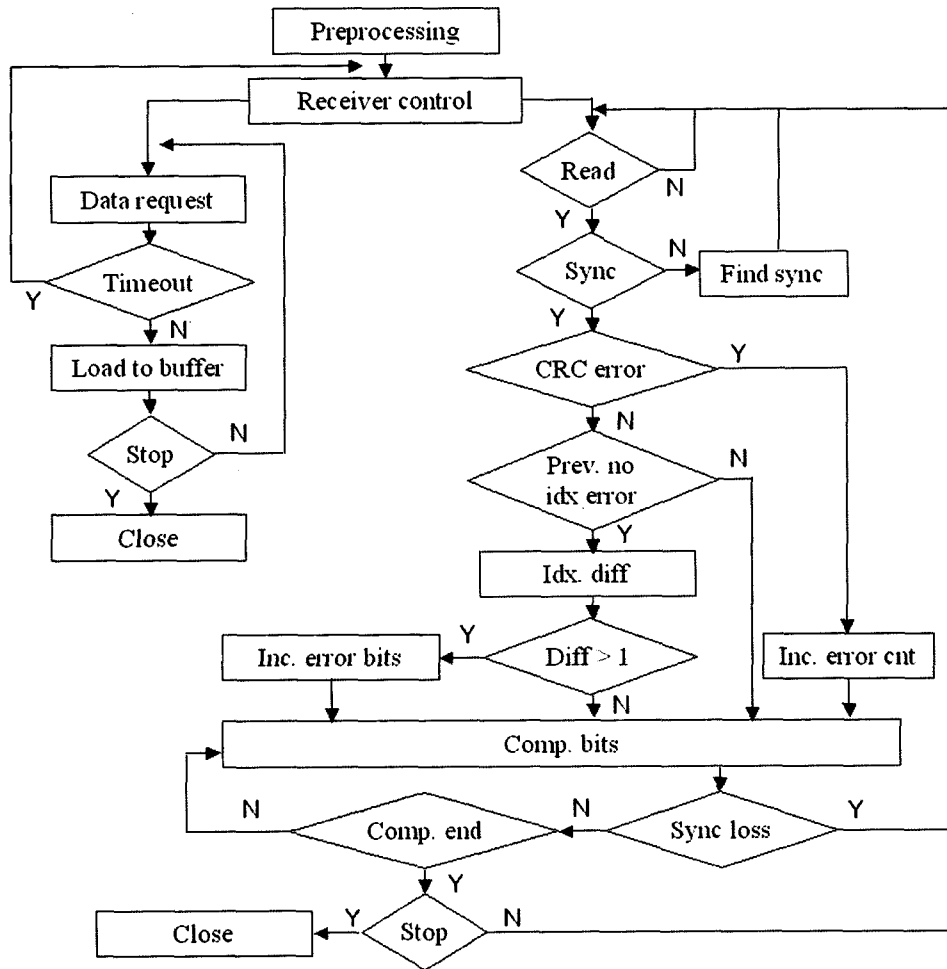 Preprocessing
Receiver control
Read
N
Data request
Y
Sync
N
Find sync
Timeout
Y
N
Y
CRC error
Y
Load to buffer
N
Stop
N
Prev. no
idx error
N
Y
Close
Y
Idx. diff
Y
Inc. error bits
Diff > 1
Inc. error cnt
N
Comp. bits
N
Comp. end
N
Sync loss
Y
Y
Close
Y
Stop
N